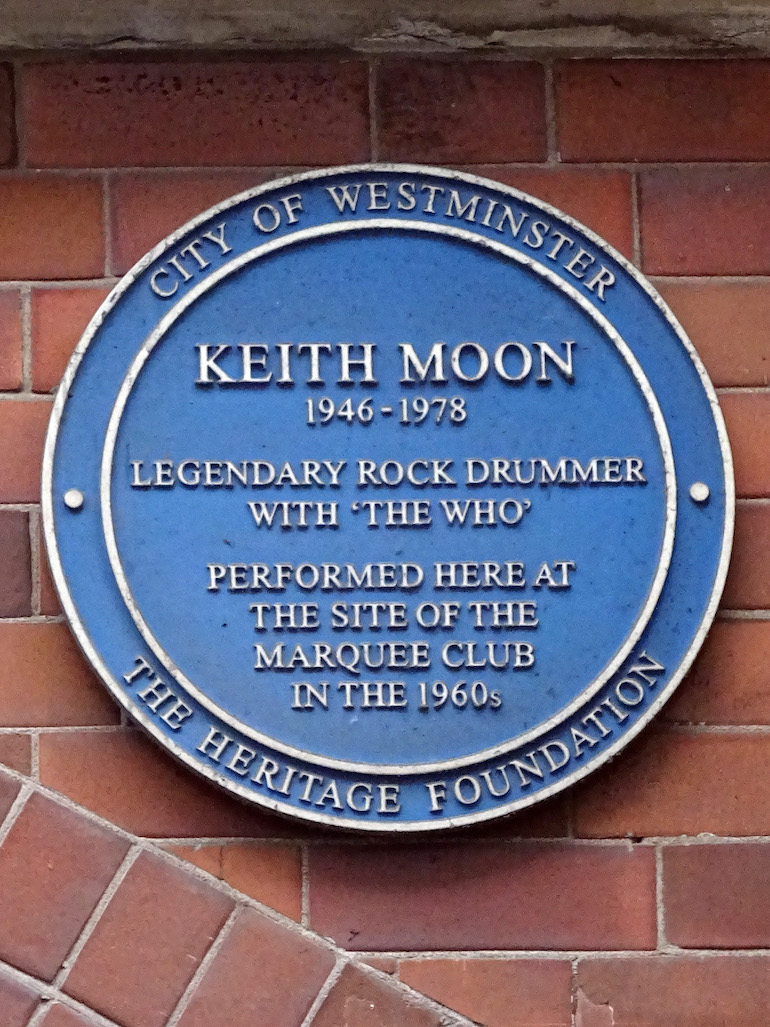 CITY OF WESTMINSTER
KEITH MOON
1946 - 1978
LEGENDARY ROCK DRUMMER
WITH ‘THE WHO’
PERFORMED HERE AT
THE SITE OF THE
MARQUEE CLUB
IN THE 1960s
THE HERITAGE FOUNDATION